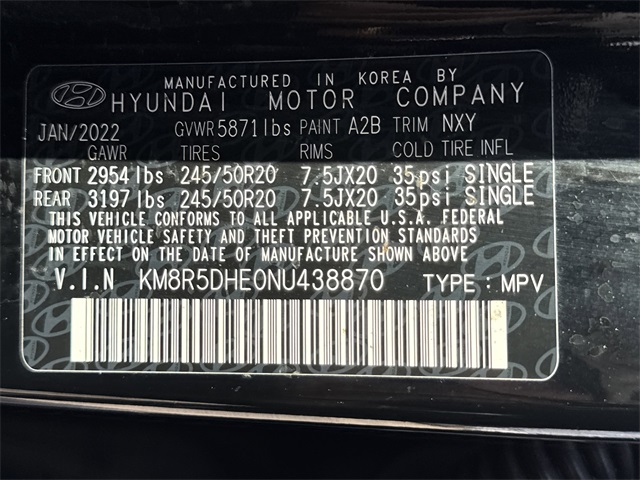 MANUFACTURED IN KOREA BY
HYUNDAI MOTOR COMPANY
JAN/2022 GVWR 5871lbs PAINT A2B TRIM NXY
GAWR TIRES RIMS COLD TIRE INFL
FRONT 2954 lbs 245/50R20 7.5JX20 35psi SINGLE
REAR 3197 lbs 245/50R20 7.5JX20 35psi SINGLE
THIS VEHICLE CONFORMS TO ALL APPLICABLE U.S.A. FEDERAL
MOTOR VEHICLE SAFETY AND THEFT PREVENTION STANDARDS
IN EFFECT ON THE DATE OF MANUFACTURE SHOWN ABOVE
V.I.N KM8R5DHE0NU438870 TYPE : MPV